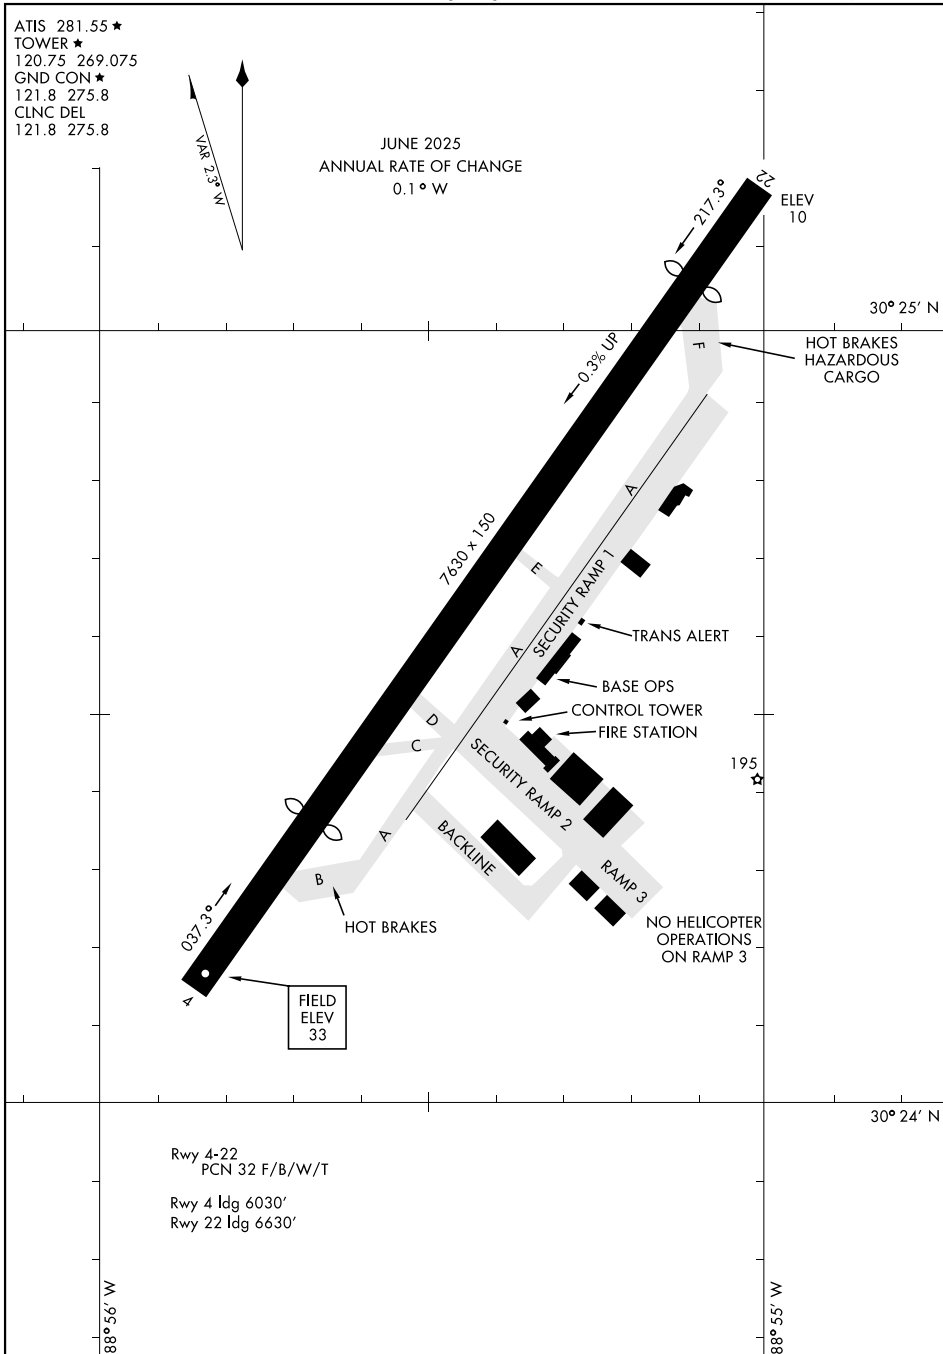 ATIS 281.55 ★
TOWER ★
120.75 269.075
GND CON ★
121.8 275.8
CLNC DEL
121.8 275.8
VAR 2.3° W
JUNE 2025
ANNUAL RATE OF CHANGE
0.1° W
22
ELEV
10
217.3°
30° 25' N
F
HOT BRAKES
HAZARDOUS
CARGO
0.3% UP
A
7630 x 150
E
SECURITY RAMP 1
TRANS ALERT
A
BASE OPS
CONTROL TOWER
FIRE STATION
D
C
SECURITY RAMP 2
195
A
BACKLINE
B
RAMP 3
HOT BRAKES
NO HELICOPTER
OPERATIONS
ON RAMP 3
037.3°
4
FIELD
ELEV
33
30° 24' N
Rwy 4-22
PCN 32 F/B/W/T
Rwy 4 ldg 6030'
Rwy 22 ldg 6630'
88° 56' W
88° 55' W